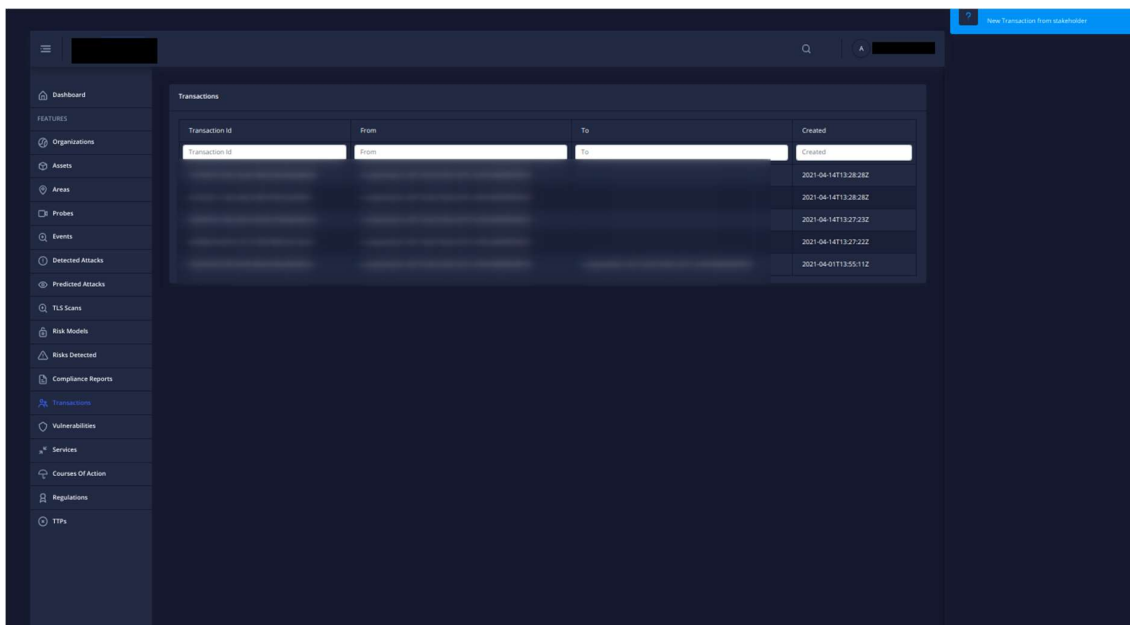 ? New Transaction from stakeholder
A
Dashboard
FEATURES
Organizations
Assets
Areas
Probes
Events
Detected Attacks
Predicted Attacks
TLS Scans
Risk Models
Risks Detected
Compliance Reports
Transactions
Vulnerabilities
Services
Courses Of Action
Regulations
TTPs
Transactions
Transaction Id From To Created
Transaction Id From To Created
2021-04-14T13:28:28Z
2021-04-14T13:28:28Z
2021-04-14T13:27:23Z
2021-04-14T13:27:22Z
2021-04-01T13:55:11Z